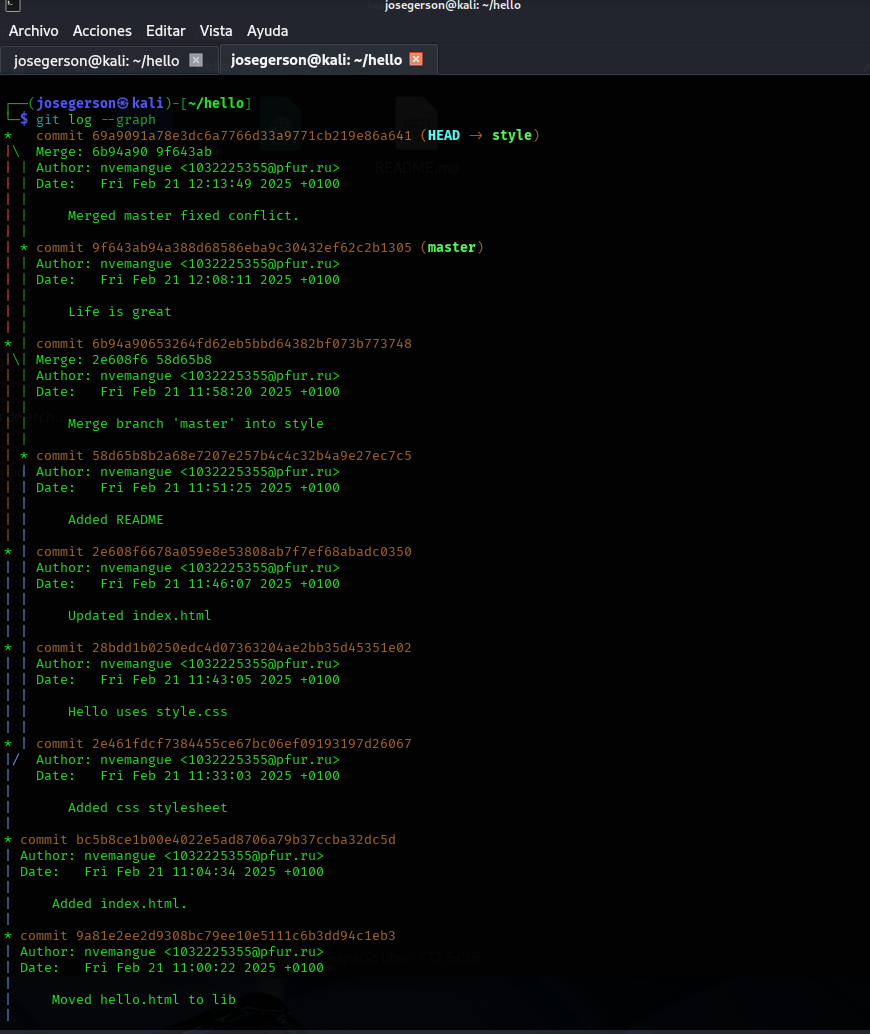 josegerson@kali: ~/hello
Archivo Acciones Editar Vista Ayuda
josegerson@kali: ~/hello josegerson@kali: ~/hello
┌──(josegerson㉿kali)-[~/hello]
└─$ git log --graph
*   commit 69a9091a78e3dc6a7766d33a9771cb219e86a641 (HEAD -> style)
|\  Merge: 6b94a90 9f643ab
| | Author: nvemangue <1032225355@pfur.ru>
| | Date:   Fri Feb 21 12:13:49 2025 +0100
| |
| |     Merged master fixed conflict.
| |
| * commit 9f643ab94a388d68586eba9c30432ef62c2b1305 (master)
| | Author: nvemangue <1032225355@pfur.ru>
| | Date:   Fri Feb 21 12:08:11 2025 +0100
| |
| |     Life is great
| |
* | commit 6b94a90653264fd62eb5bbd64382bf073b773748
|\| Merge: 2e608f6 58d65b8
| | Author: nvemangue <1032225355@pfur.ru>
| | Date:   Fri Feb 21 11:58:20 2025 +0100
| |
| |     Merge branch 'master' into style
| |
| * commit 58d65b8b2a68e7207e257b4c4c32b4a9e27ec7c5
| | Author: nvemangue <1032225355@pfur.ru>
| | Date:   Fri Feb 21 11:51:25 2025 +0100
| |
| |     Added README
| |
* | commit 2e608f6678a059e8e53808ab7f7ef68abadc0350
| | Author: nvemangue <1032225355@pfur.ru>
| | Date:   Fri Feb 21 11:46:07 2025 +0100
| |
| |     Updated index.html
| |
* | commit 28bdd1b0250edc4d07363204ae2bb35d45351e02
| | Author: nvemangue <1032225355@pfur.ru>
| | Date:   Fri Feb 21 11:43:05 2025 +0100
| |
| |     Hello uses style.css
| |
* | commit 2e461fdcf7384455ce67bc06ef09193197d26067
|/  Author: nvemangue <1032225355@pfur.ru>
|   Date:   Fri Feb 21 11:33:03 2025 +0100
|
|       Added css stylesheet
|
* commit bc5b8ce1b00e4022e5ad8706a79b37ccba32dc5d
| Author: nvemangue <1032225355@pfur.ru>
| Date:   Fri Feb 21 11:04:34 2025 +0100
|
|     Added index.html.
|
* commit 9a81e2ee2d9308bc79ee10e5111c6b3dd94c1eb3
| Author: nvemangue <1032225355@pfur.ru>
| Date:   Fri Feb 21 11:00:22 2025 +0100
|
|     Moved hello.html to lib
|
README.md